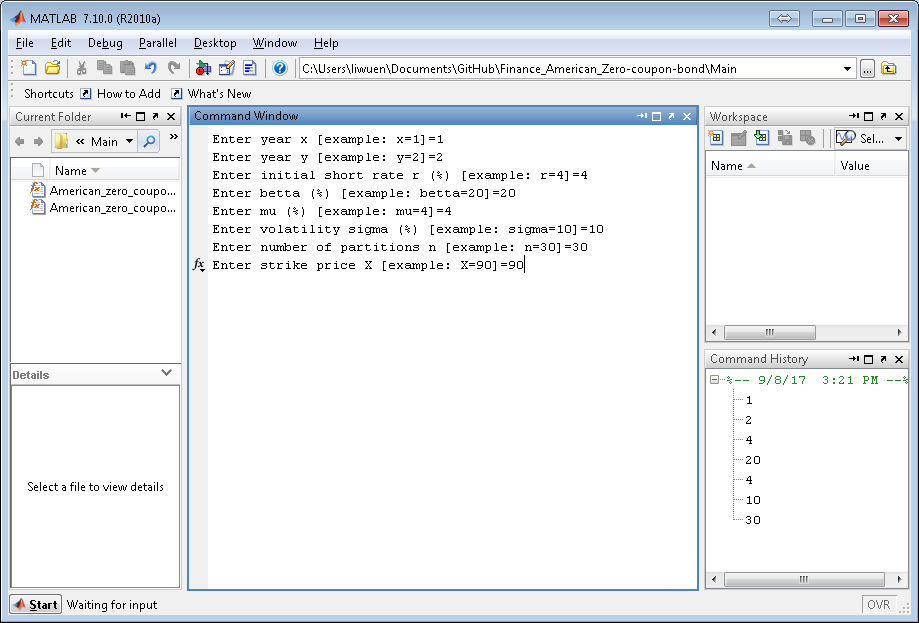 MATLAB 7.10.0 (R2010a)
File Edit Debug Parallel Desktop Window Help
C:\Users\liwuen\Documents\GitHub\Finance_American_Zero-coupon-bond\Main
Shortcuts How to Add What's New
Current Folder
« Main »
Name
American_zero_coupo...
American_zero_coupo...
Details
Select a file to view details
Command Window
Enter year x [example: x=1]=1
Enter year y [example: y=2]=2
Enter initial short rate r (%) [example: r=4]=4
Enter betta (%) [example: betta=20]=20
Enter mu (%) [example: mu=4]=4
Enter volatility sigma (%) [example: sigma=10]=10
Enter number of partitions n [example: n=30]=30
fx Enter strike price X [example: X=90]=90
Workspace
Sel...
Name Value
Command History
%-- 9/8/17 3:21 PM --%
1
2
4
20
4
10
30
Start Waiting for input
OVR